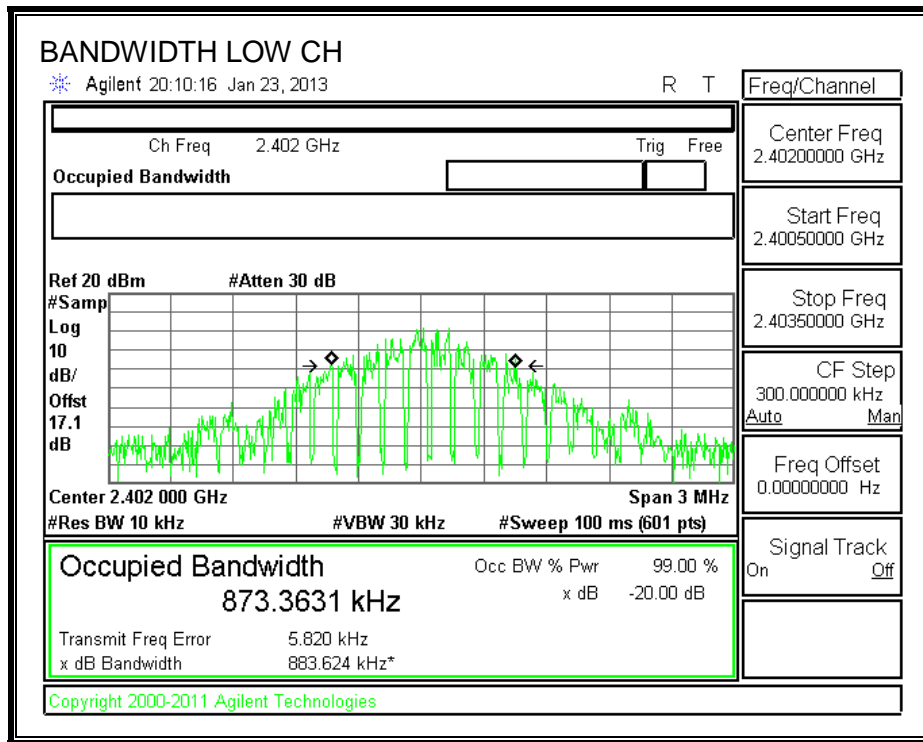 BANDWIDTH LOW CH
Agilent 20:10:16 Jan 23, 2013 R T
Ch Freq 2.402 GHz Trig Free
Occupied Bandwidth
Ref 20 dBm #Atten 30 dB
#Samp
Log
10
dB/
Offst
17.1
dB
Center 2.402 000 GHz Span 3 MHz
#Res BW 10 kHz #VBW 30 kHz #Sweep 100 ms (601 pts)
Occupied Bandwidth Occ BW % Pwr 99.00 %
873.3631 kHz x dB -20.00 dB
Transmit Freq Error 5.820 kHz
x dB Bandwidth 883.624 kHz*
Copyright 2000-2011 Agilent Technologies
Freq/Channel
Center Freq
2.40200000 GHz
Start Freq
2.40050000 GHz
Stop Freq
2.40350000 GHz
CF Step
300.000000 kHz
Auto Man
Freq Offset
0.00000000 Hz
Signal Track
On Off